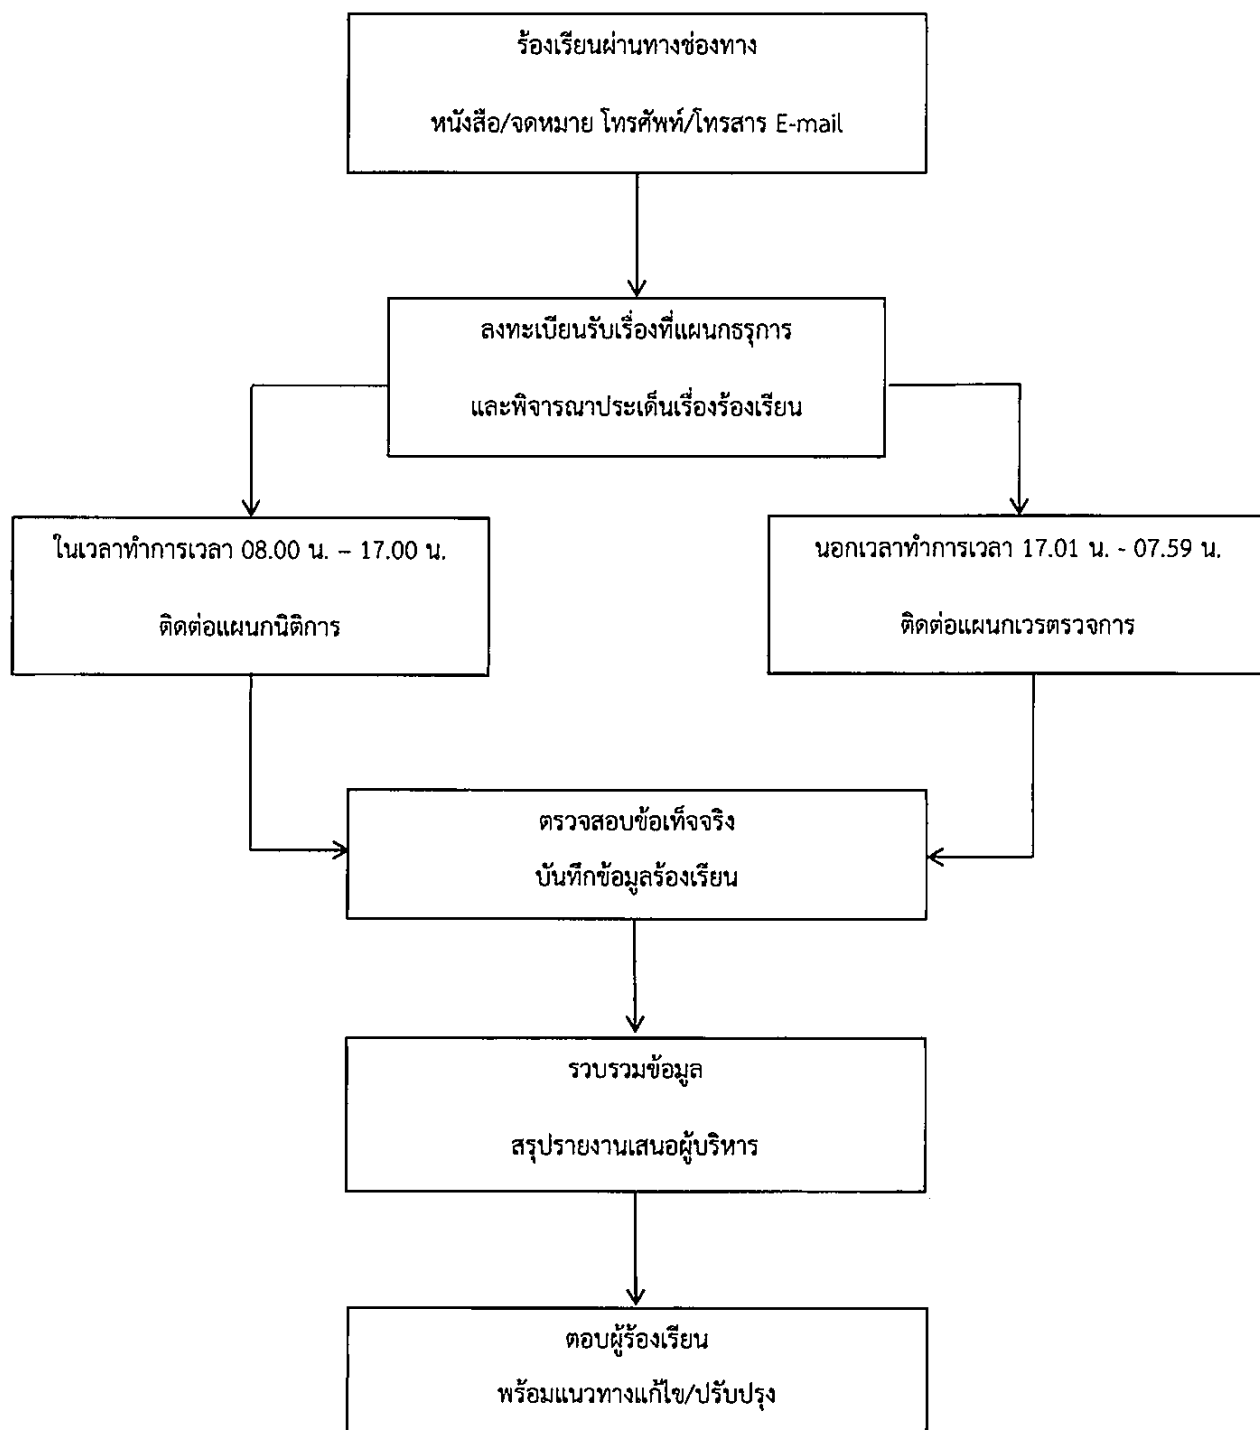 ร้องเรียนผ่านทางช่องทาง
หนังสือ/จดหมาย โทรศัพท์/โทรสาร E-mail
ลงทะเบียนรับเรื่องที่แผนกธรุการ
และพิจารณาประเด็นเรื่องร้องเรียน
ในเวลาทำการเวลา 08.00 น. – 17.00 น.
ติดต่อแผนกนิติการ
นอกเวลาทำการเวลา 17.01 น. - 07.59 น.
ติดต่อแผนกเวรตรวจการ
ตรวจสอบข้อเท็จจริง
บันทึกข้อมูลร้องเรียน
รวบรวมข้อมูล
สรุปรายงานเสนอผู้บริหาร
ตอบผู้ร้องเรียน
พร้อมแนวทางแก้ไข/ปรับปรุง